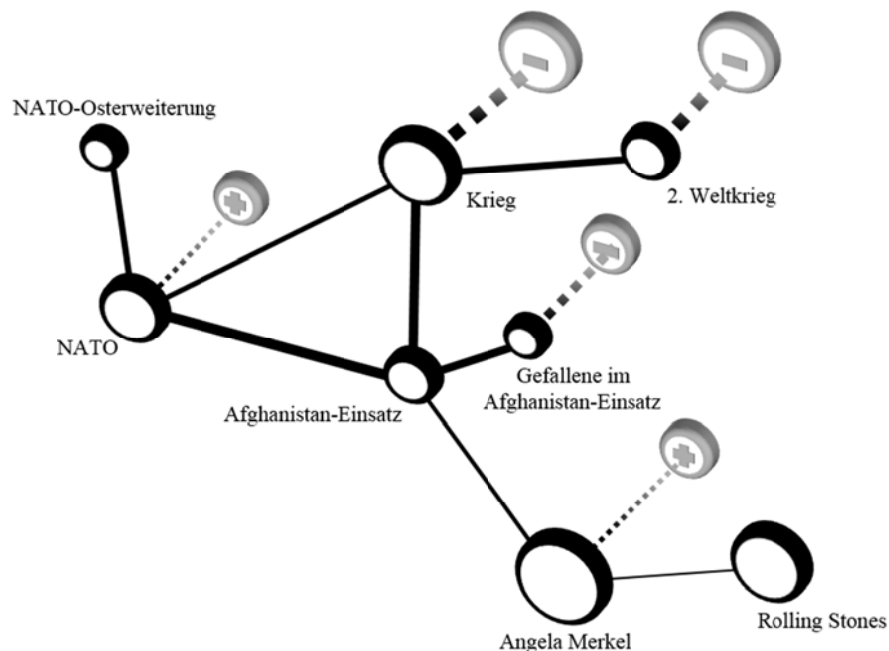 NATO-Osterweiterung
Krieg
2. Weltkrieg
NATO
Gefallene im
Afghanistan-Einsatz
Afghanistan-Einsatz
Angela Merkel
Rolling Stones